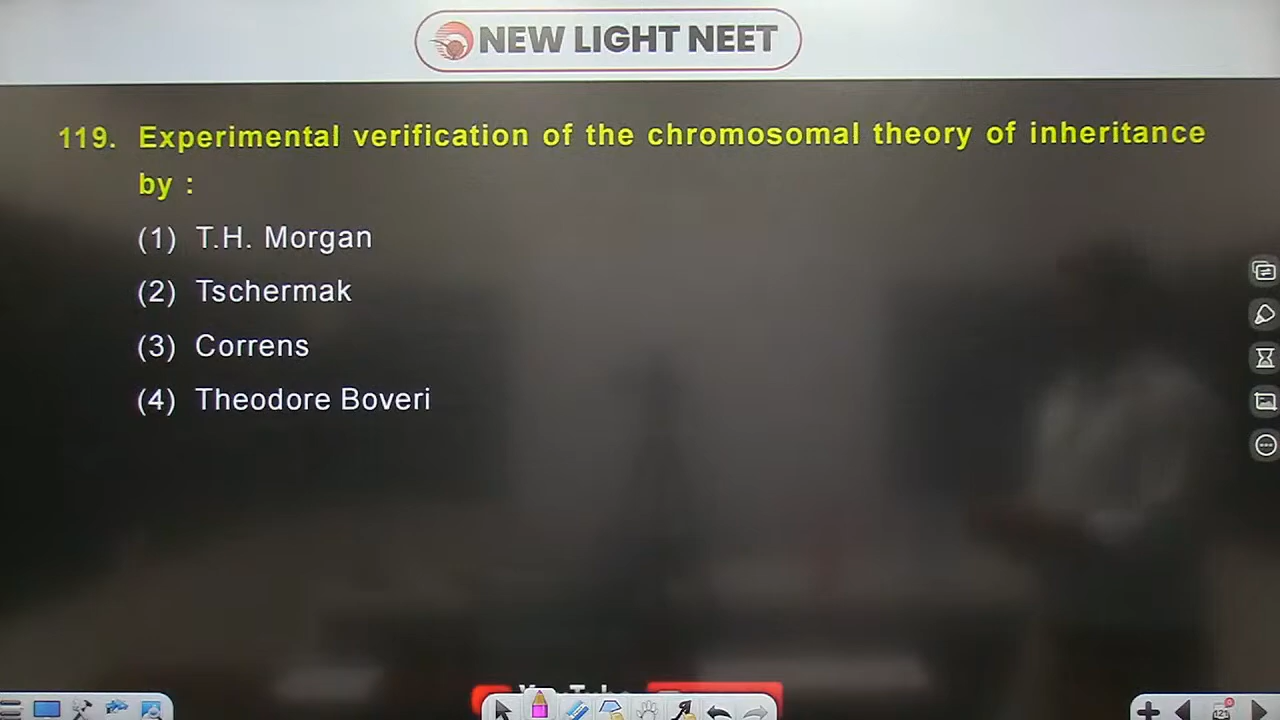 NEW LIGHT NEET
119. Experimental verification of the chromosomal theory of inheritance
by :
(1) T.H. Morgan
(2) Tschermak
(3) Correns
(4) Theodore Boveri